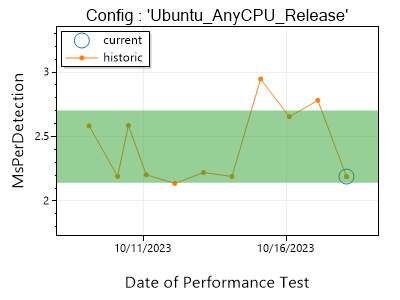 Config : 'Ubuntu_AnyCPU_Release'
current
historic
MsPerDetection
3
2.5
2
10/11/2023
10/16/2023
Date of Performance Test